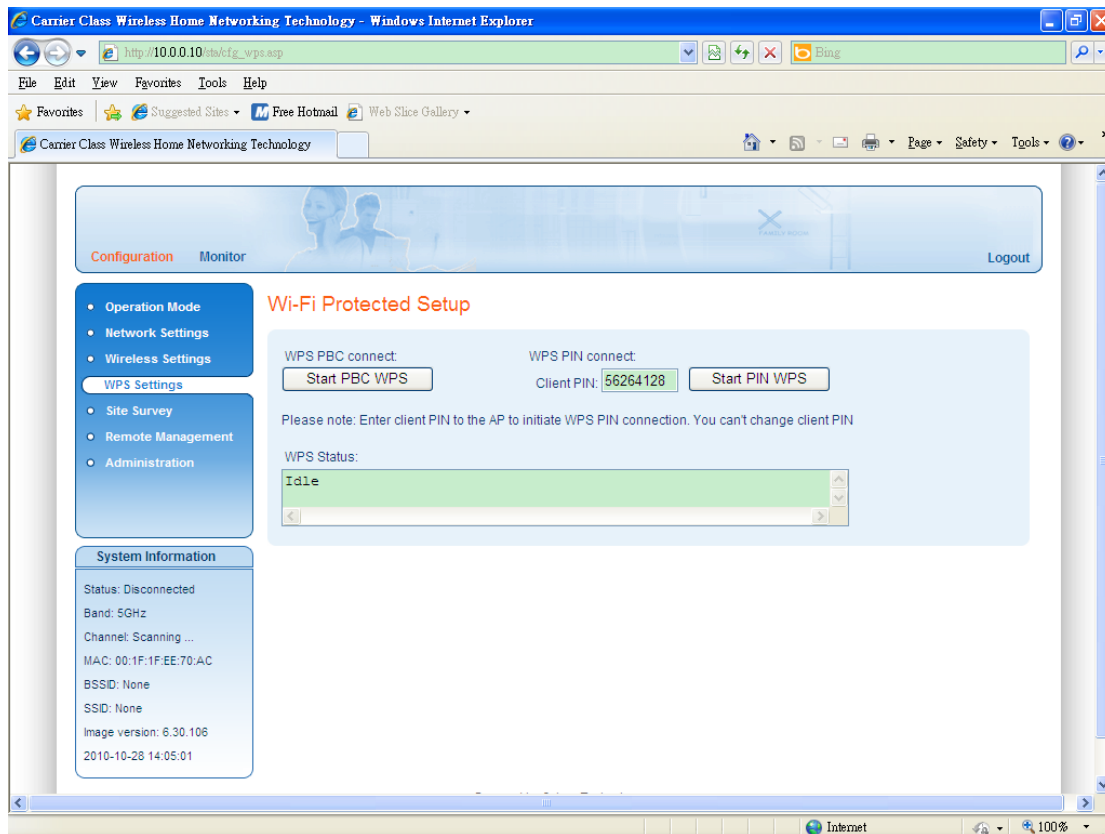 Carrier Class Wireless Home Networking Technology - Windows Internet Explorer
http://10.0.0.10/sta/cfg_wps.asp
Bing
File Edit View Favorites Tools Help
Favorites Suggested Sites Free Hotmail Web Slice Gallery
Carrier Class Wireless Home Networking Technology
Page Safety Tools
FAMILY ROOM
Configuration Monitor Logout
Operation Mode
Network Settings
Wireless Settings
WPS Settings
Site Survey
Remote Management
Administration
Wi-Fi Protected Setup
WPS PBC connect: WPS PIN connect:
Start PBC WPS Client PIN: 56264128 Start PIN WPS
Please note: Enter client PIN to the AP to initiate WPS PIN connection. You can't change client PIN
WPS Status:
Idle
System Information
Status: Disconnected
Band: 5GHz
Channel: Scanning ...
MAC: 00:1F:1F:EE:70:AC
BSSID: None
SSID: None
Image version: 6.30.106
2010-10-28 14:05:01
Internet 100%